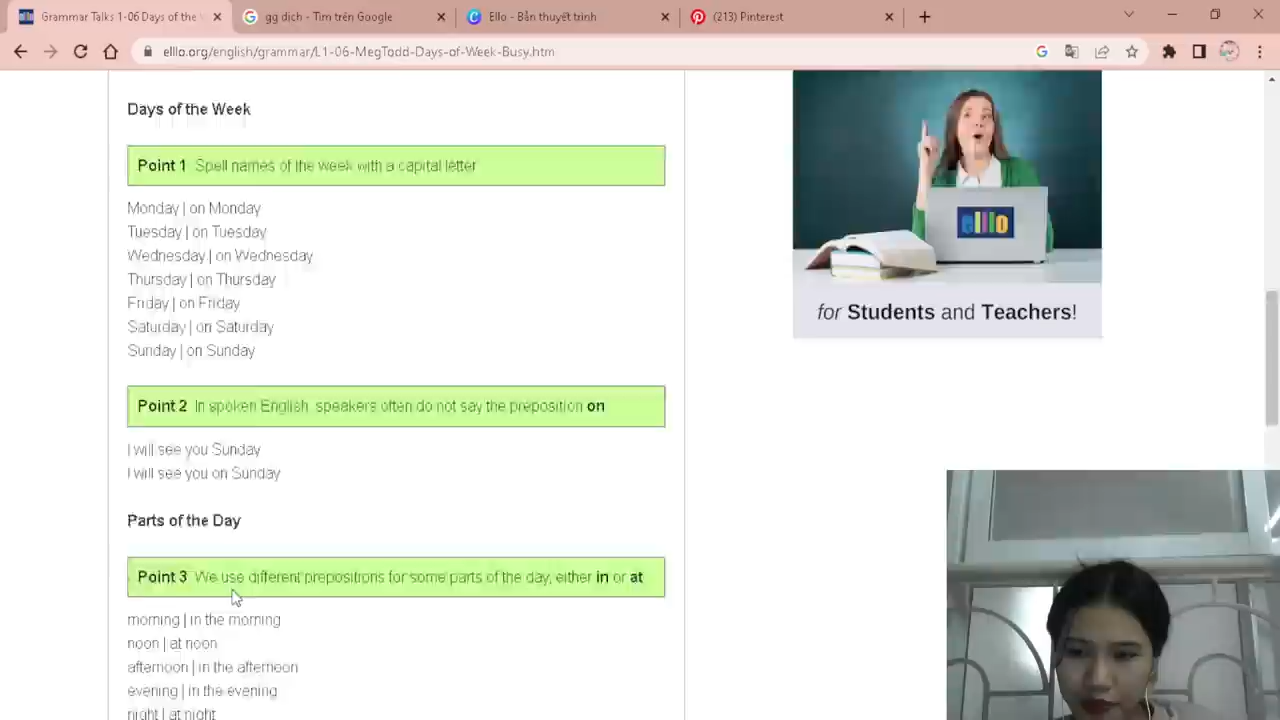 Grammar Talks 1-06 Days of the
gg dịch - Tìm trên Google
Ello - Bản thuyết trình
(213) Pinterest
elllo.org/english/grammar/L1-06-MegTodd-Days-of-Week-Busy.htm
Days of the Week
Point 1 Spell names of the week with a capital letter
Monday | on Monday
Tuesday | on Tuesday
Wednesday | on Wednesday
Thursday | on Thursday
Friday | on Friday
Saturday | on Saturday
Sunday | on Sunday
Point 2 In spoken English speakers often do not say the preposition on
I will see you Sunday
I will see you on Sunday
Parts of the Day
Point 3 We use different prepositions for some parts of the day, either in or at
morning | in the morning
noon | at noon
afternoon | in the afternoon
evening | in the evening
night | at night
elllo
for Students and Teachers!